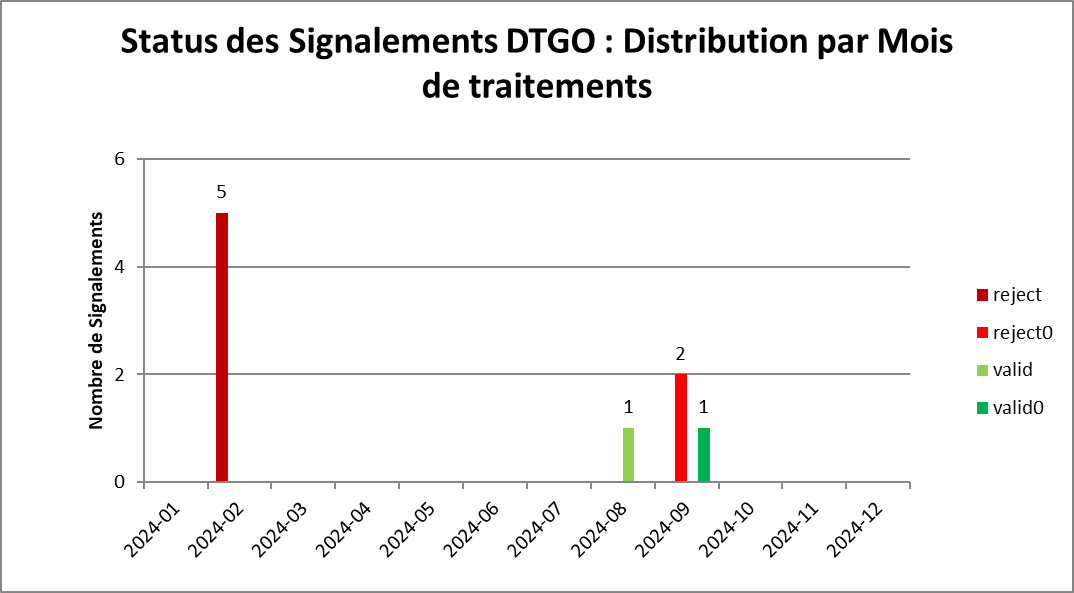 Status des Signalements DTGO : Distribution par Mois
de traitements
Nombre de Signalements
6
4
2
0
5
1
2
1
2024-01
2024-02
2024-03
2024-04
2024-05
2024-06
2024-07
2024-08
2024-09
2024-10
2024-11
2024-12
reject
reject0
valid
valid0